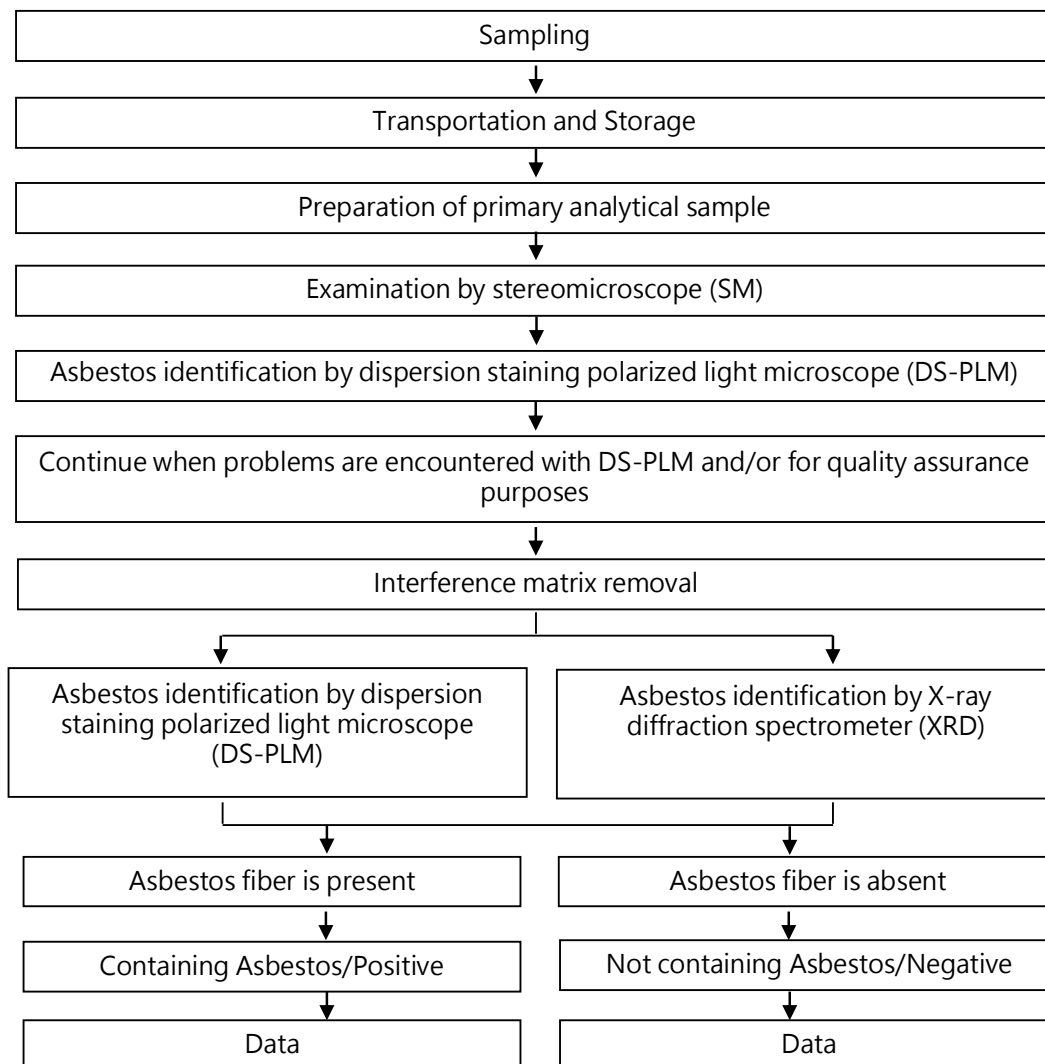 Sampling
Transportation and Storage
Preparation of primary analytical sample
Examination by stereomicroscope (SM)
Asbestos identification by dispersion staining polarized light microscope (DS-PLM)
Continue when problems are encountered with DS-PLM and/or for quality assurance
purposes
Interference matrix removal
Asbestos identification by dispersion
staining polarized light microscope
(DS-PLM)
Asbestos identification by X-ray
diffraction spectrometer (XRD)
Asbestos fiber is present
Asbestos fiber is absent
Containing Asbestos/Positive
Not containing Asbestos/Negative
Data
Data